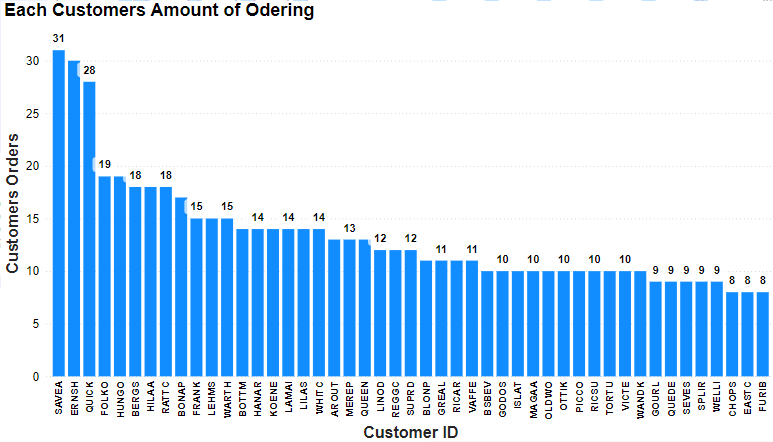 Each Customers Amount of Odering
Customers Orders
30
25
20
15
10
5
0
31
28
19
18
18
15
15
14
14
14
13
12
12
11
11
10
10
10
10
10
9
9
9
9
9
8
8
8
SAVEA
ERNSH
QUICK
FOLKO
HUNGO
BERGS
HILAA
RATTC
BONAP
FRANK
LEHMS
WARTH
BOTTM
HANAR
KOENE
LAMAI
LILAS
WHITC
AROUT
MEREP
QUEEN
LINOD
REGGC
SUPRD
BLONP
GREAL
RICAR
VAFFE
BSBEV
GODOS
ISLAT
MAGAA
OLDWO
OTTIK
PICCO
RICSU
TORTU
VICTE
WANDK
GOURL
QUEDE
SEVES
SPLIR
WELLI
CHOPS
EASTC
FURIB
Customer ID